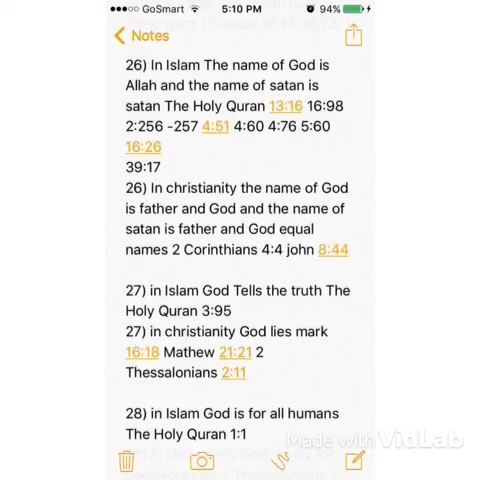 GoSmart 5:10 PM 94%
Notes
26) In Islam The name of God is
Allah and the name of satan is
satan The Holy Quran 13:16 16:98
2:256 -257 4:51 4:60 4:76 5:60
16:26
39:17
26) In christianity the name of God
is father and God and the name of
satan is father and God equal
names 2 Corinthians 4:4 john 8:44
27) in Islam God Tells the truth The
Holy Quran 3:95
27) in christianity God lies mark
16:18 Mathew 21:21 2
Thessalonians 2:11
28) in Islam God is for all humans
The Holy Quran 1:1
Made with VidLab